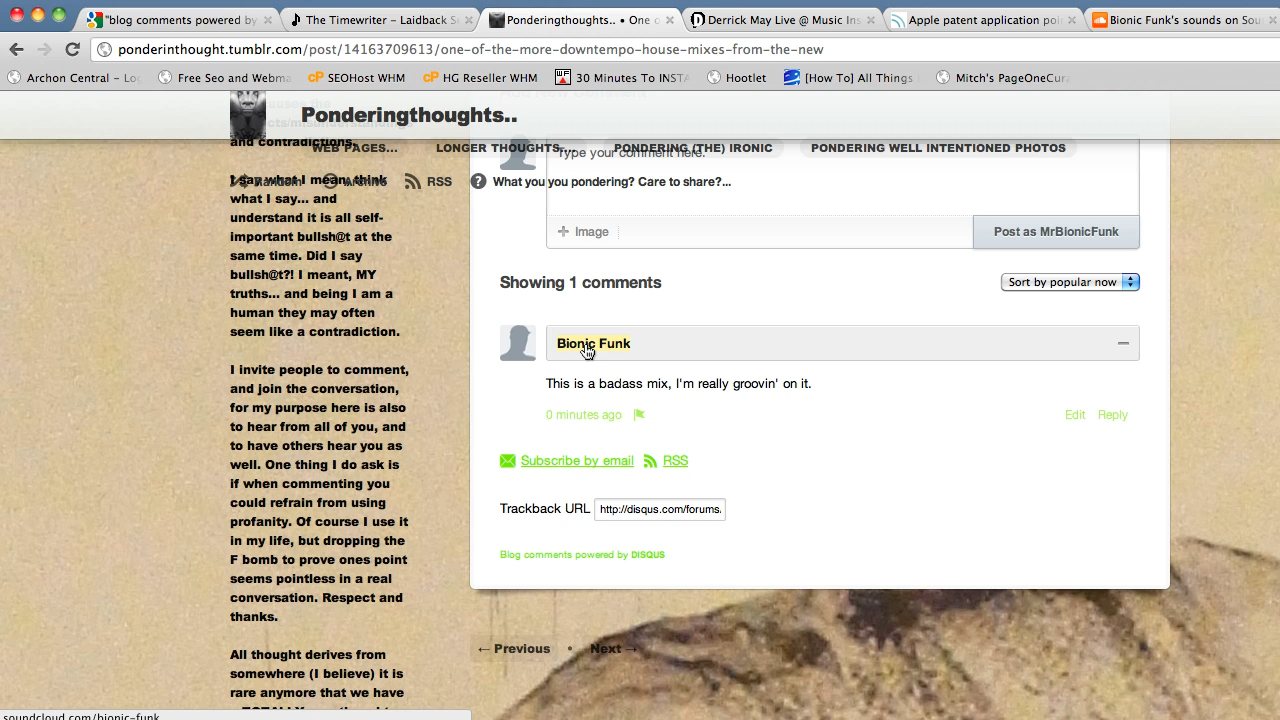 "blog comments powered by
The Timewriter – Laidback S
Ponderingthoughts.. • One o
Derrick May Live @ Music Ins
Apple patent application poi
Bionic Funk's sounds on Sou
ponderinthought.tumblr.com/post/14163709613/one-of-the-more-downtempo-house-mixes-from-the-new
Archon Central – Lo
Free Seo and Webma
cP SEOHost WHM
cP HG Reseller WHM
30 Minutes To INSTA
Hootlet
[How To] All Things
Mitch's PageOneCura
Ponderingthoughts..
and contradictions.
WEB PAGES...
LONGER THOUGHTS...
PONDERING (THE) IRONIC
PONDERING WELL INTENTIONED PHOTOS
Type your comment here.
Random
Archive
RSS
What you you pondering? Care to share?...
I say what I mean, think
what I say... and
understand it is all self-
important bullsh@t at the
same time. Did I say
bullsh@t?! I meant, MY
truths... and being I am a
human they may often
seem like a contradiction.
I invite people to comment,
and join the conversation,
for my purpose here is also
to hear from all of you, and
to have others hear you as
well. One thing I do ask is
if when commenting you
could refrain from using
profanity. Of course I use it
in my life, but dropping the
F bomb to prove ones point
seems pointless in a real
conversation. Respect and
thanks.
All thought derives from
somewhere (I believe) it is
rare anymore that we have
Image
Post as MrBionicFunk
Showing 1 comments
Sort by popular now
Bionic Funk
This is a badass mix, I'm really groovin' on it.
0 minutes ago
Edit
Reply
Subscribe by email
RSS
Trackback URL
http://disqus.com/forums.
Blog comments powered by DISQUS
← Previous • Next →
soundcloud.com/bionic-funk